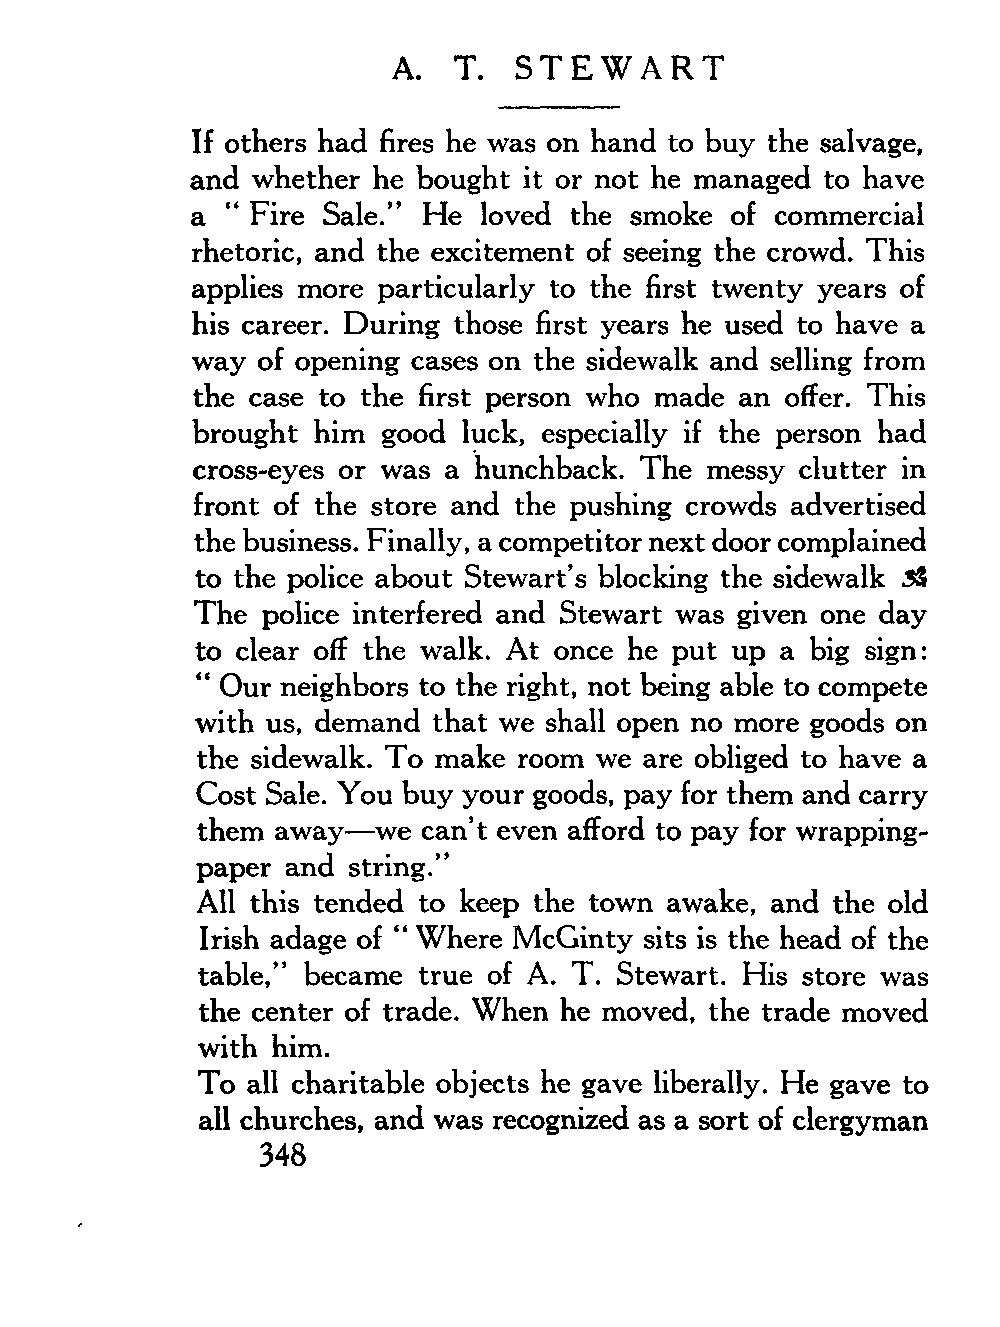 A. T. STEWART
If others had fires he was on hand to buy the salvage,
and whether he bought it or not he managed to have
a " Fire Sale." He loved the smoke of commercial
rhetoric, and the excitement of seeing the crowd. This
applies more particularly to the first twenty years of
his career. During those first years he used to have a
way of opening cases on the sidewalk and selling from
the case to the first person who made an offer. This
brought him good luck, especially if the person had
cross-eyes or was a hunchback. The messy clutter in
front of the store and the pushing crowds advertised
the business. Finally, a competitor next door complained
to the police about Stewart's blocking the sidewalk
The police interfered and Stewart was given one day
to clear off the walk. At once he put up a big sign:
" Our neighbors to the right, not being able to compete
with us, demand that we shall open no more goods on
the sidewalk. To make room we are obliged to have a
Cost Sale. You buy your goods, pay for them and carry
them away—we can't even afford to pay for wrapping-
paper and string."
All this tended to keep the town awake, and the old
Irish adage of " Where McGinty sits is the head of the
table," became true of A. T. Stewart. His store was
the center of trade. When he moved, the trade moved
with him.
To all charitable objects he gave liberally. He gave to
all churches, and was recognized as a sort of clergyman
348